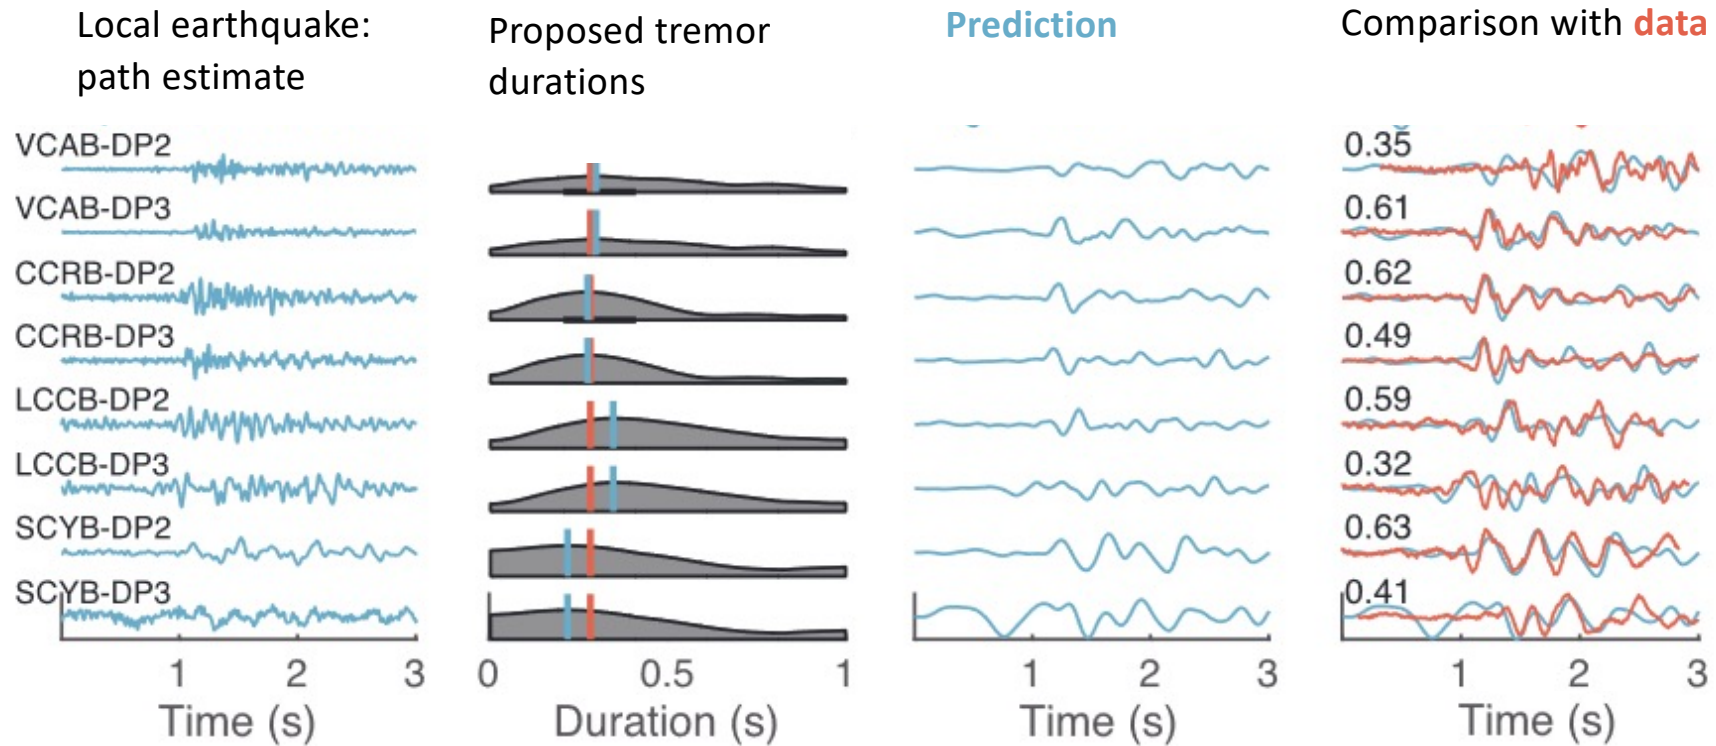 Local earthquake:
path estimate
Proposed tremor
durations
Prediction
Comparison with data
VCAB-DP2
VCAB-DP3
CCRB-DP2
CCRB-DP3
LCCB-DP2
LCCB-DP3
SCYB-DP2
SCYB-DP3
1 2 3
Time (s)
0 0.5 1
Duration (s)
1 2 3
Time (s)
0.35
0.61
0.62
0.49
0.59
0.32
0.63
0.41
1 2 3
Time (s)